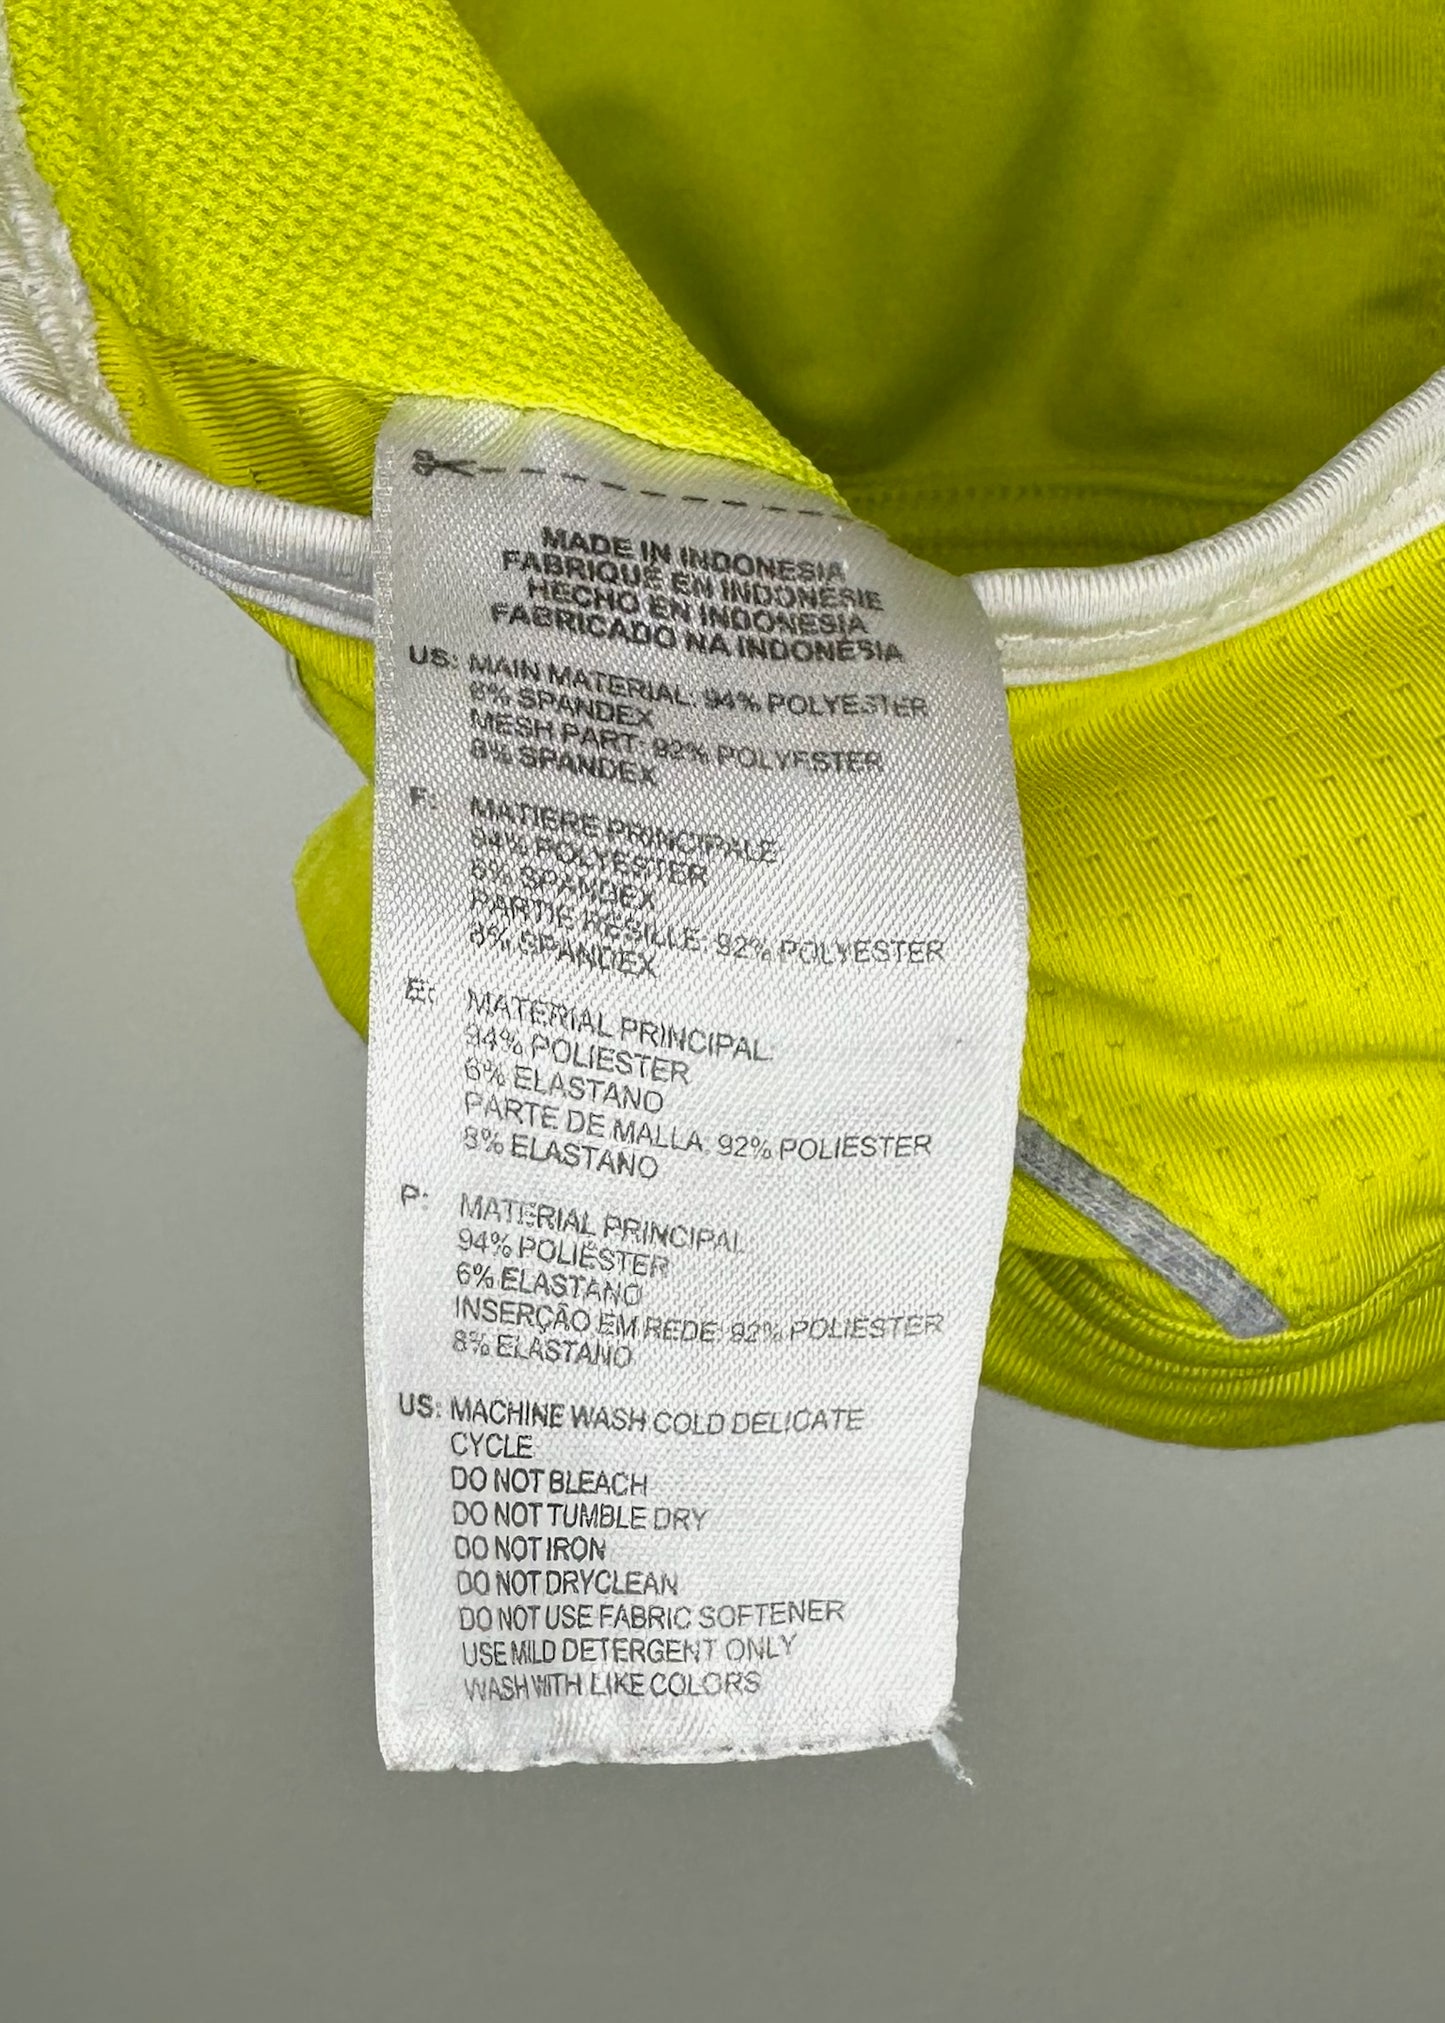 MADE IN INDONESIA
FABRIQUÉ EN INDONÉSIE
HECHO EN INDONESIA
FABRICADO NA INDONÉSIA
US: MAIN MATERIAL: 94% POLYESTER
6% SPANDEX
MESH PART: 92% POLYESTER
8% SPANDEX
F: MATIERE PRINCIPALE:
94% POLYESTER
6% SPANDEX
PARTIE RESILLE: 92% POLYESTER
8% SPANDEX
E: MATERIAL PRINCIPAL:
94% POLIESTER
6% ELASTANO
PARTE DE MALLA: 92% POLIESTER
8% ELASTANO
P: MATERIAL PRINCIPAL
94% POLIÉSTER
6% ELASTANO
INSERÇÃO EM REDE: 92% POLIESTER
8% ELASTANO
US: MACHINE WASH COLD DELICATE
CYCLE
DO NOT BLEACH
DO NOT TUMBLE DRY
DO NOT IRON
DO NOT DRYCLEAN
DO NOT USE FABRIC SOFTENER
USE MILD DETERGENT ONLY
WASH WITH LIKE COLORS